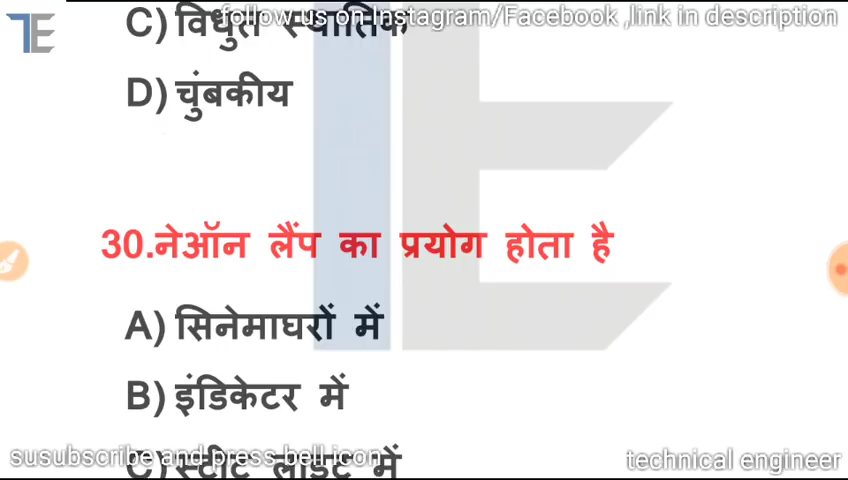 follow us on Instagram/Facebook ,link in description
TE
C) विधुत स्थातिक
D) चुंबकीय
30.नेऑन लैंप का प्रयोग होता है
A) सिनेमाघरों में
B) इंडिकेटर में
C) स्टीट लाइट में
susubscribe and press bell icon
technical engineer